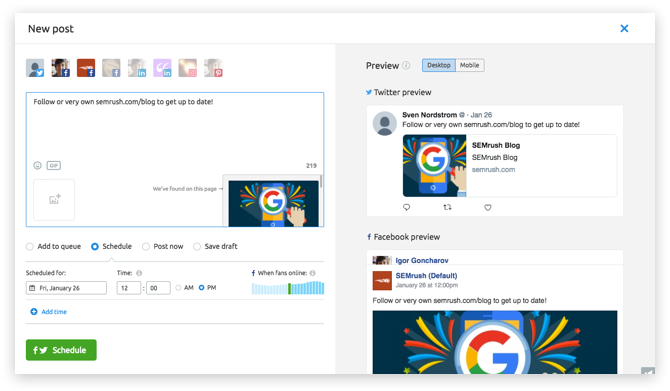 New post
Follow or very own semrush.com/blog to get up to date!
GIF
219
We've found on this page →
Add to queue
Schedule
Post now
Save draft
Scheduled for:
Time:
When fans online:
Fri, January 26
12 : 00
AM
PM
Add time
Schedule
Preview
Desktop
Mobile
Twitter preview
Sven Nordstrom @ · Jan 26
Follow or very own semrush.com/blog to get up to date!
SEMrush Blog
SEMrush Blog
semrush.com
Facebook preview
Igor Goncharov
SEMrush (Default)
January 26 at 12:00pm
Follow or very own semrush.com/blog to get up to date!